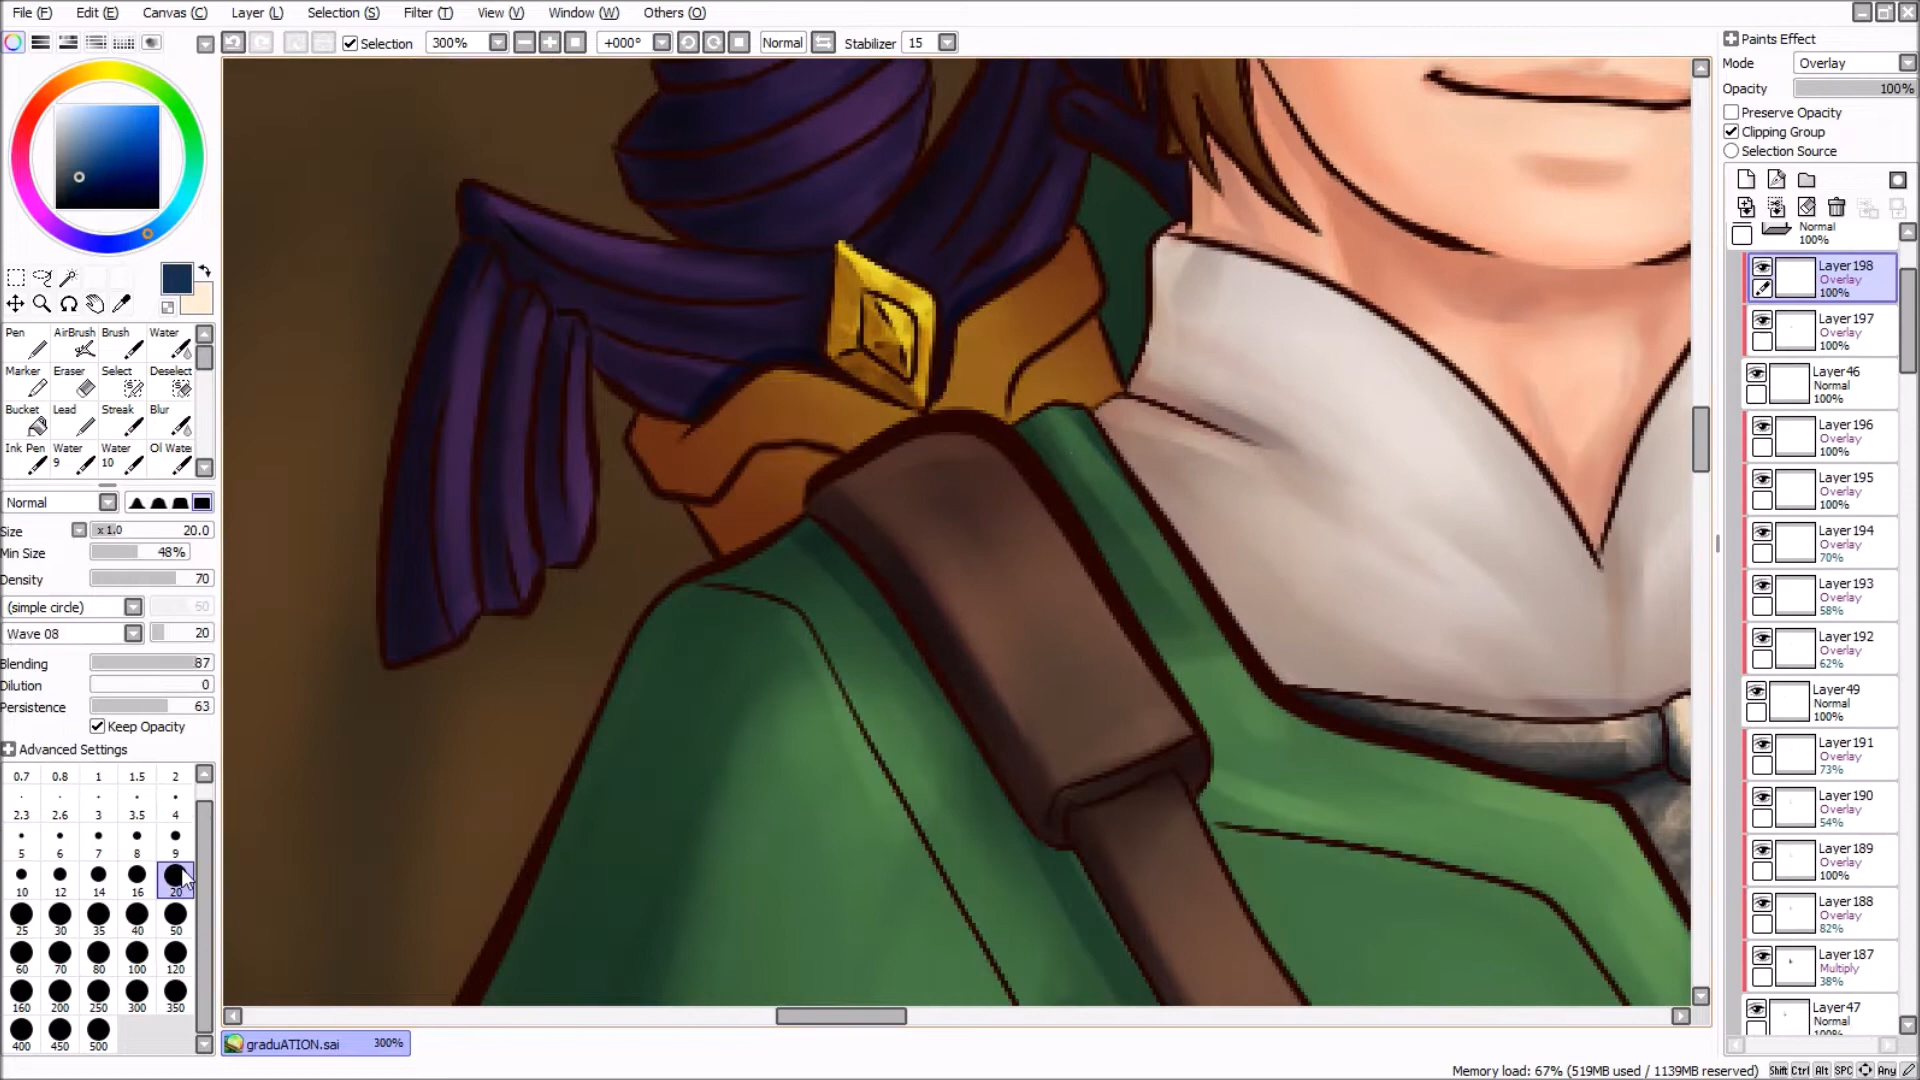 File (F) Edit (E) Canvas (C) Layer (L) Selection (S) Filter (T) View (V) Window (W) Others (O)
Selection 300% +000° Normal Stabilizer 15
Paints Effect
Mode Overlay
Opacity 100%
Preserve Opacity
Clipping Group
Selection Source
Normal
100%
Layer198
Overlay
100%
Layer197
Overlay
100%
Layer46
Normal
100%
Layer196
Overlay
100%
Layer195
Overlay
100%
Layer194
Overlay
70%
Layer193
Overlay
58%
Layer192
Overlay
62%
Layer49
Normal
100%
Layer191
Overlay
73%
Layer190
Overlay
54%
Layer189
Overlay
100%
Layer188
Overlay
82%
Layer187
Multiply
38%
Layer47
Normal
100%
Pen AirBrush Brush Water
Marker Eraser Select Deselect
Bucket Lead Streak Blur
Ink Pen Water 9 Water 10 Ol Wate
Normal
Size x 1.0 20.0
Min Size 48%
Density 70
(simple circle) 50
Wave 08 20
Blending 87
Dilution 0
Persistence 63
Keep Opacity
Advanced Settings
0.7 0.8 1 1.5 2
2.3 2.6 3 3.5 4
5 6 7 8 9
10 12 14 16 20
25 30 35 40 50
60 70 80 100 120
160 200 250 300 350
400 450 500
graduATION.sai 300%
Memory load: 67% (519MB used / 1139MB reserved) Shift Ctrl Alt SPC Any